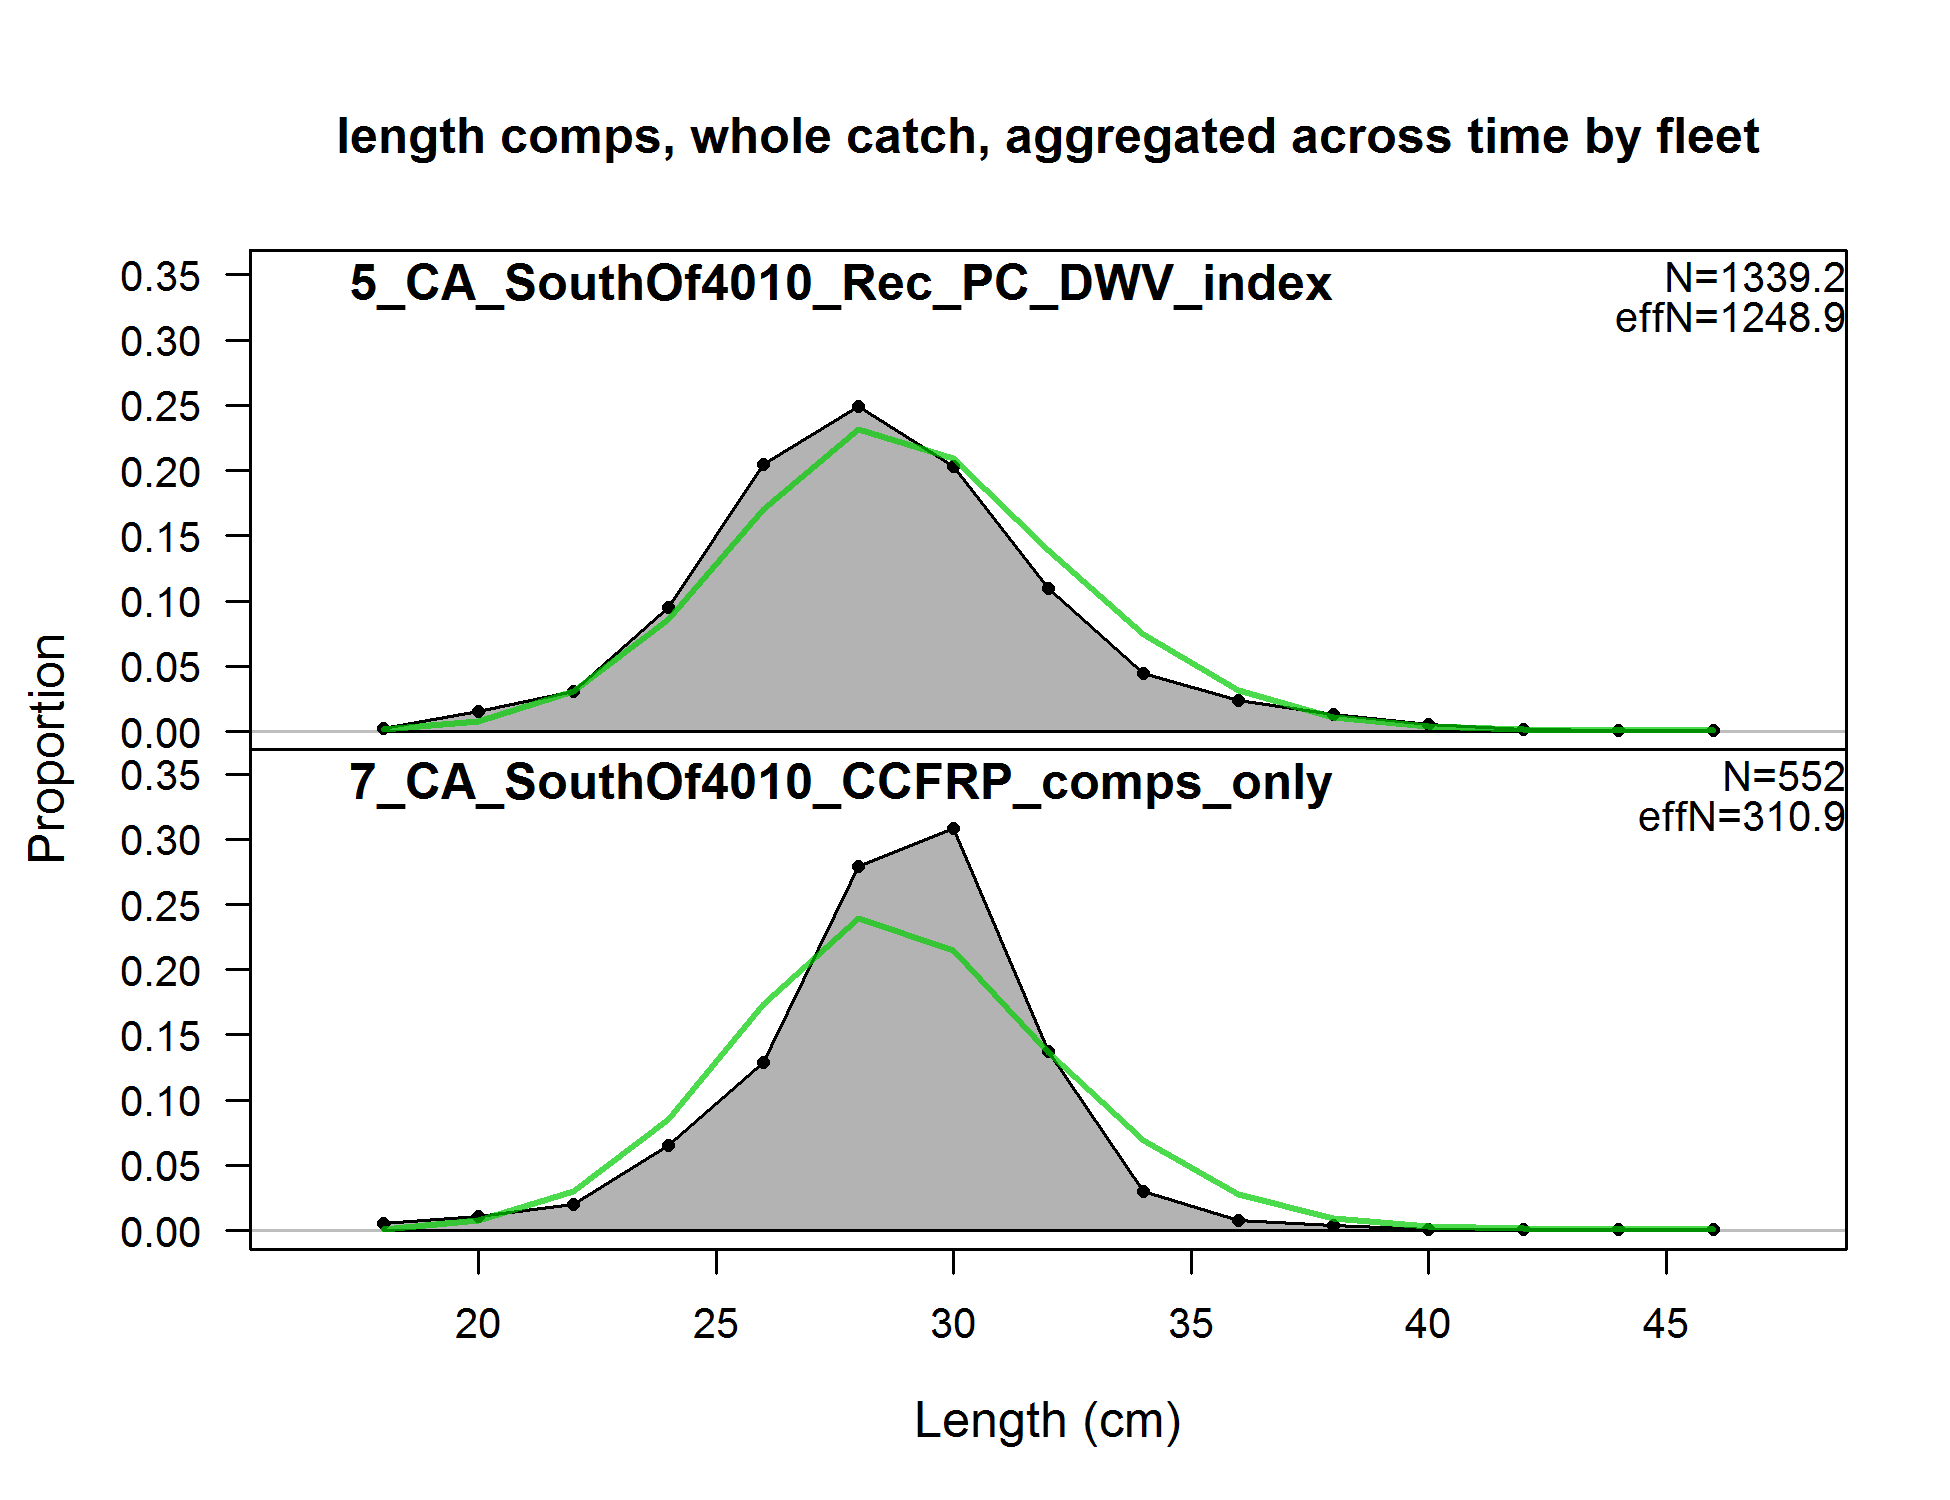 length comps, whole catch, aggregated across time by fleet
5_CA_SouthOf4010_Rec_PC_DWV_index
N=1339.2
effN=1248.9
0.35
0.30
0.25
0.20
0.15
0.10
0.05
0.00
7_CA_SouthOf4010_CCFRP_comps_only
N=552
effN=310.9
0.35
0.30
0.25
0.20
0.15
0.10
0.05
0.00
Proportion
20 25 30 35 40 45
Length (cm)